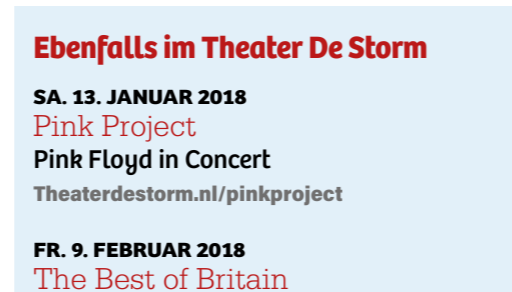 Ebenfalls im Theater De Storm
SA. 13. JANUAR 2018
Pink Project
Pink Floyd in Concert
Theaterdestorm.nl/pinkproject
FR. 9. FEBRUAR 2018
The Best of Britain